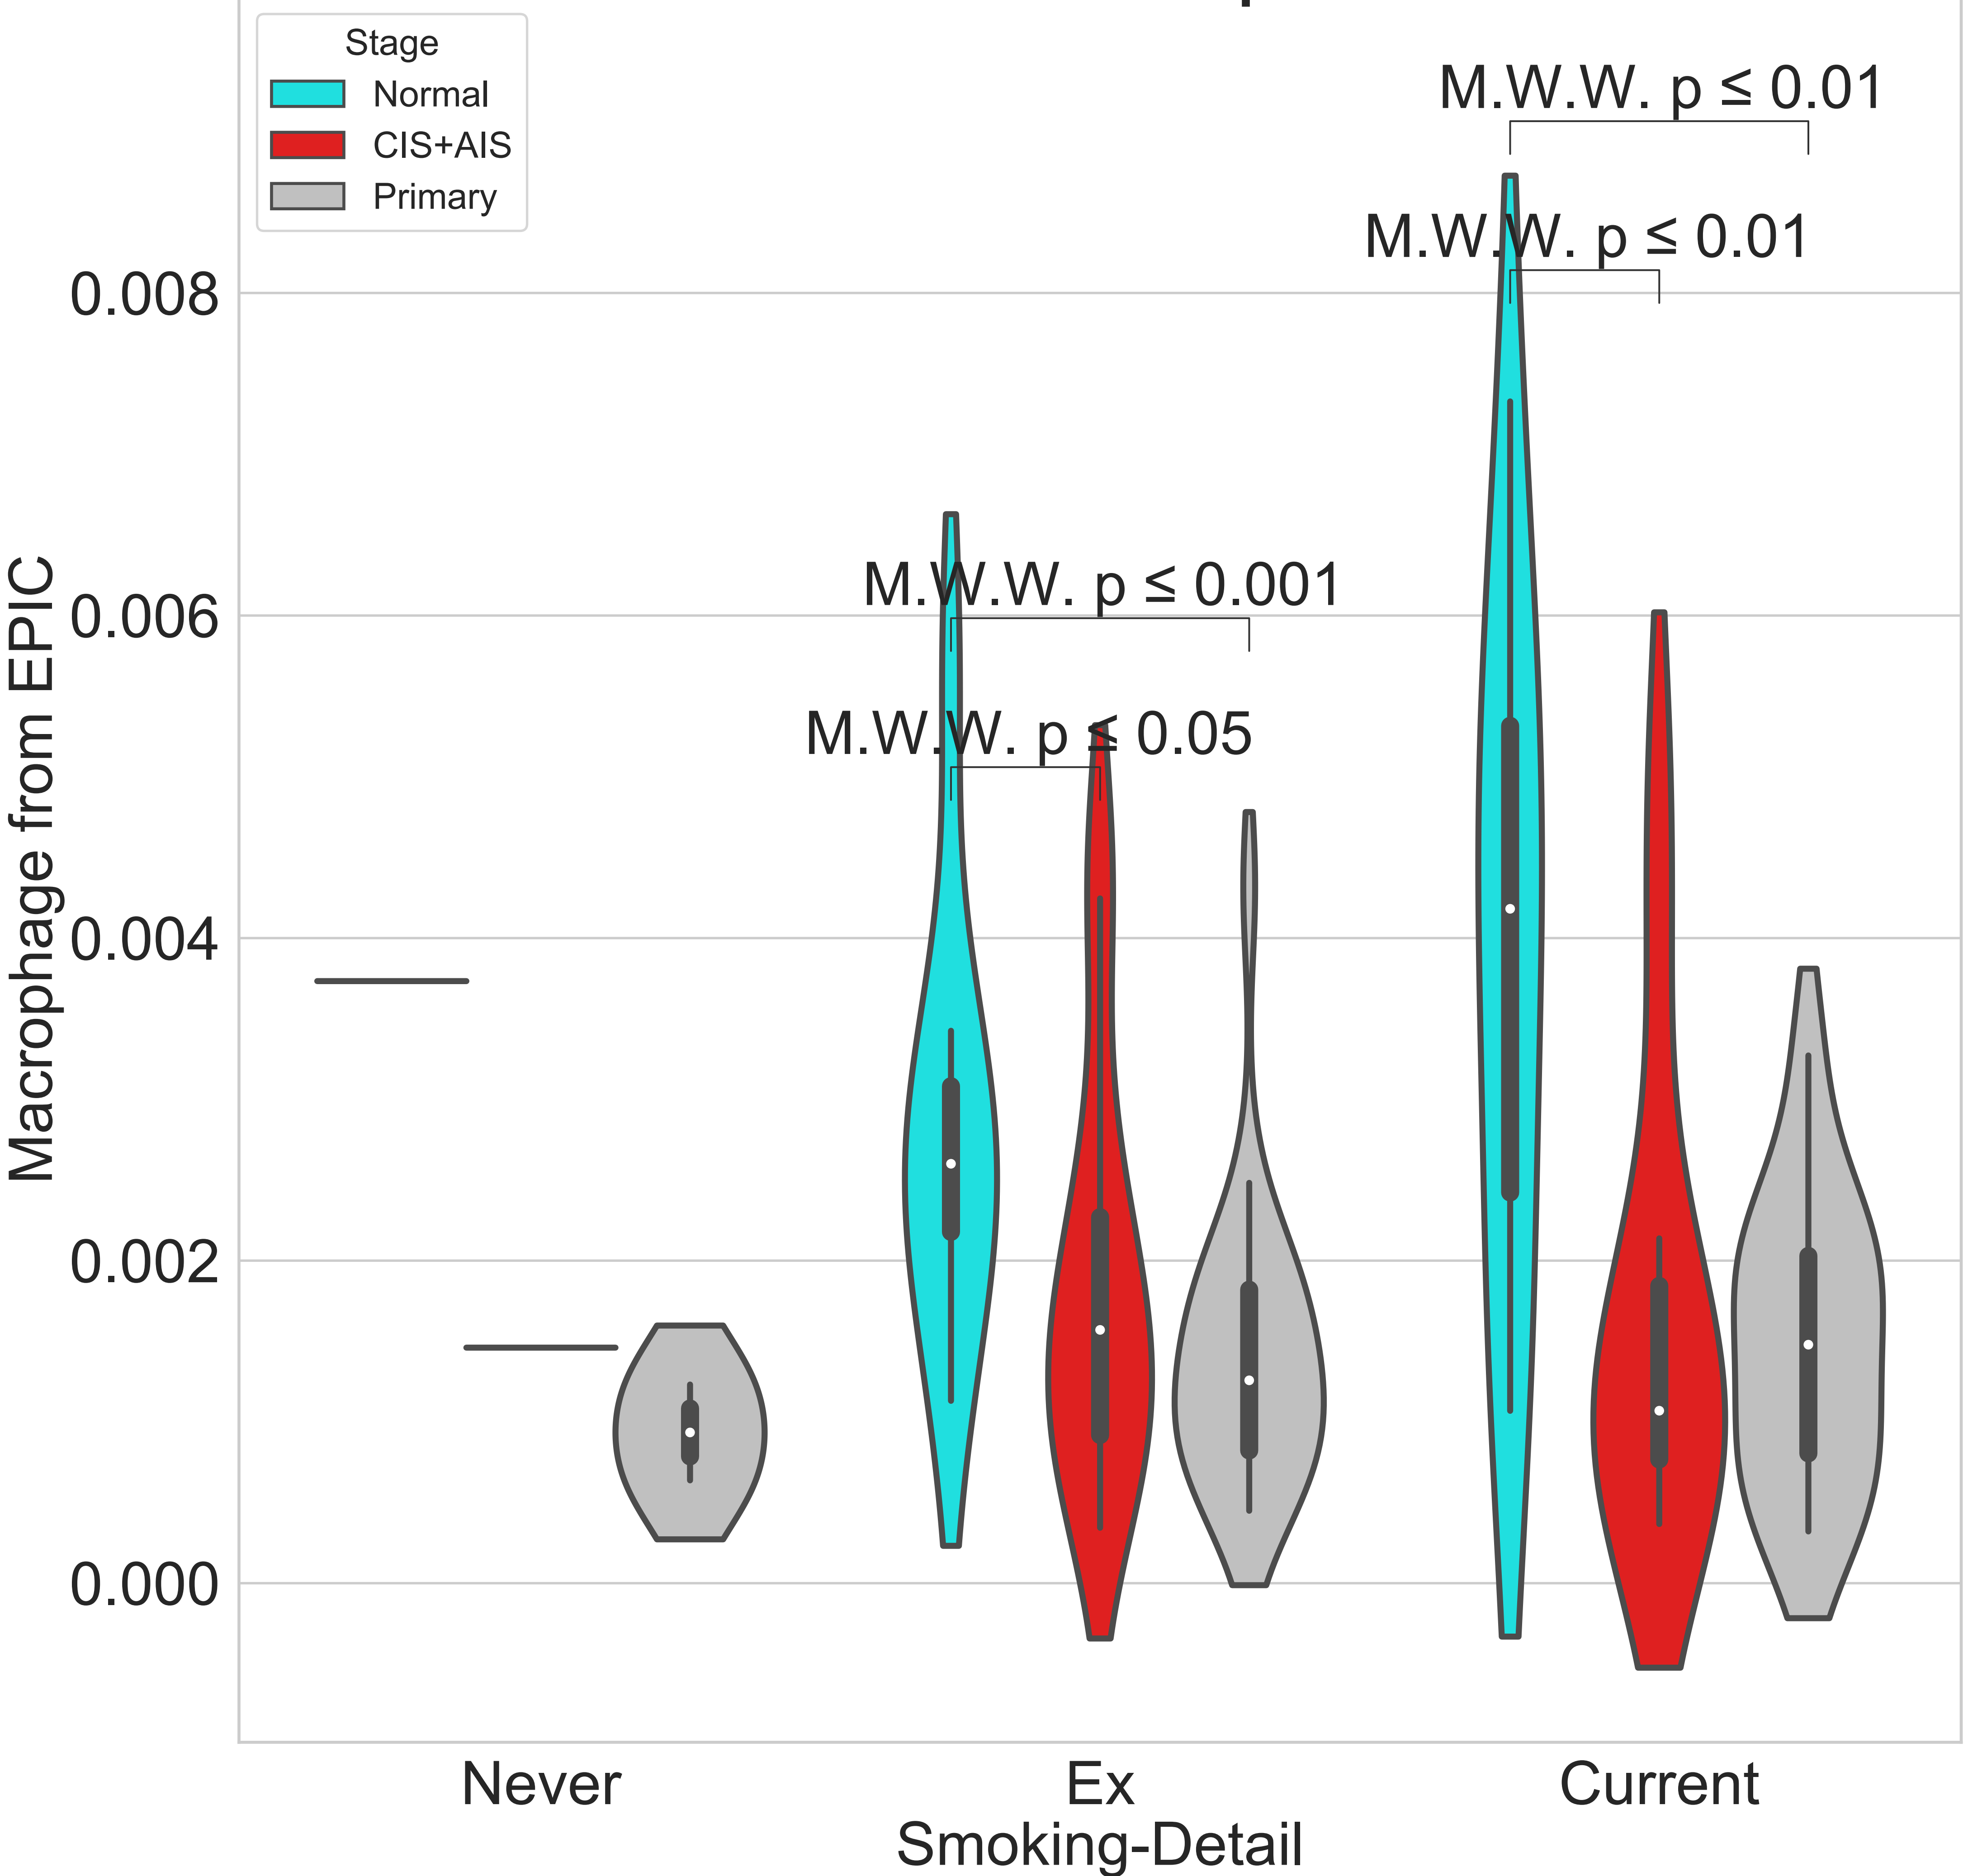 Stage
Normal
CIS+AIS
Primary
M.W.W. p ≤ 0.01
M.W.W. p ≤ 0.01
M.W.W. p ≤ 0.001
M.W.W. p ≤ 0.05
Macrophage from EPIC
0.008
0.006
0.004
0.002
0.000
Never
Ex
Current
Smoking-Detail